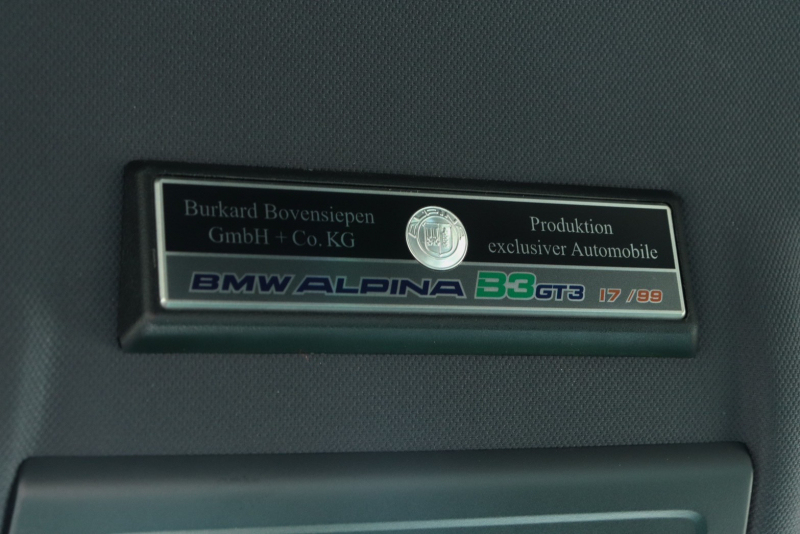 Burkard Bovensiepen
GmbH + Co. KG
Produktion
exclusiver Automobile
BMW ALPINA B3 GT3 17/99